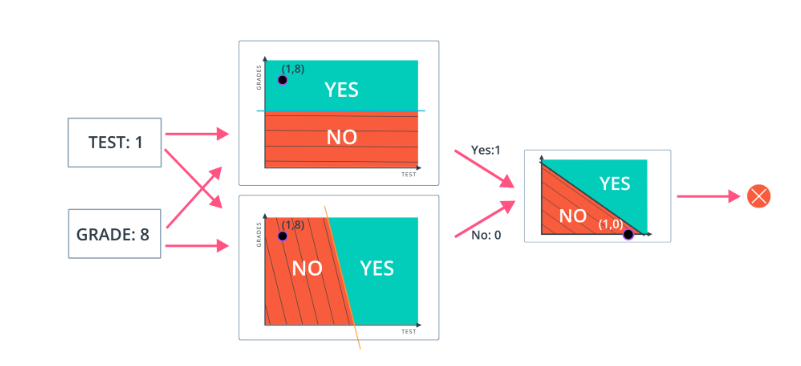 (1,8)
GRADES
YES
NO
TEST
TEST: 1
GRADE: 8
(1,8)
GRADES
NO
YES
TEST
Yes:1
No: 0
YES
NO
(1,0)